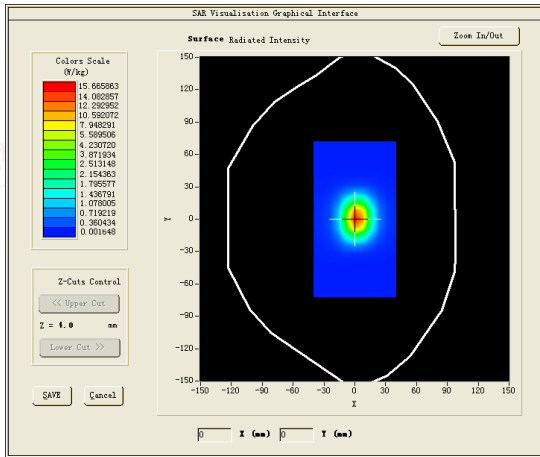 SAR Visualisation Graphical Interface
Surface Radiated Intensity
Zoom In/Out
Colors Scale
(W/kg)
15.665863
14.082857
12.292952
10.592072
7.948291
5.589506
4.230720
3.871934
2.513148
2.154363
1.795577
1.436791
1.078005
0.719219
0.360434
0.001648
150
120
90
60
30
0
-30
-60
-90
-120
-150
Y
-150 -120 -90 -60 -30 0 30 60 90 120 150
X
Z-Cuts Control
<< Upper Cut
Z = 4.0 mm
Lower Cut >>
SAVE Cancel
0 X (mm) 0 Y (mm)